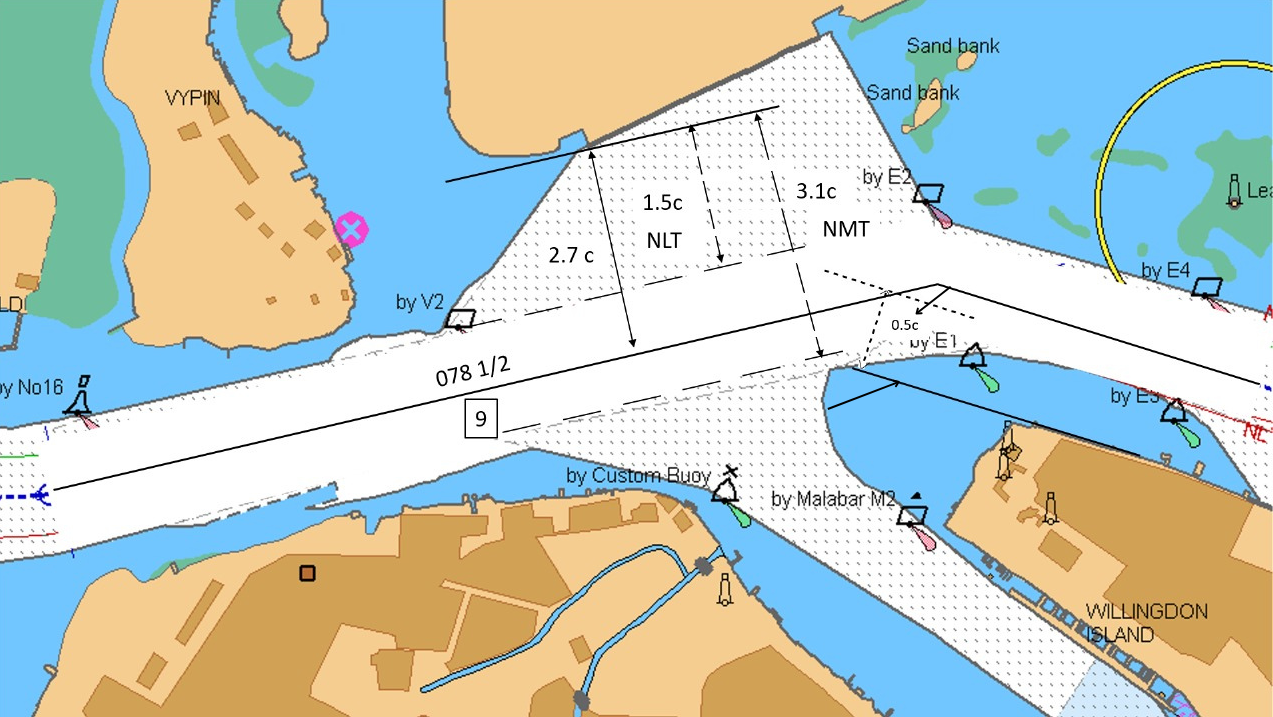 Sand bank
VYPIN
Sand bank
by E2
1.5c
3.1c
NLT
NMT
2.7 c
by E4
by V2
0.5c
by E1
078 1/2
by No16
by E3
9
by Custom Buoy
by Malabar M2
WILLINGDON
ISLAND